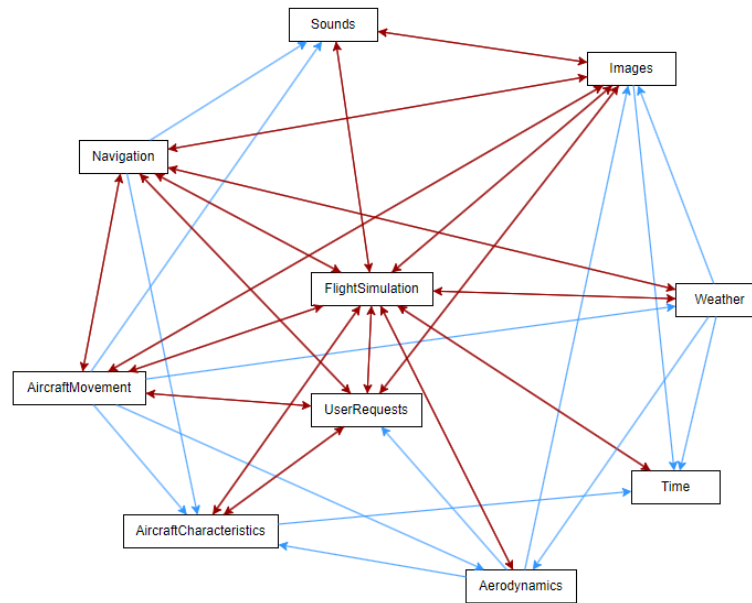 Sounds
Images
Navigation
FlightSimulation
Weather
AircraftMovement
UserRequests
Time
AircraftCharacteristics
Aerodynamics